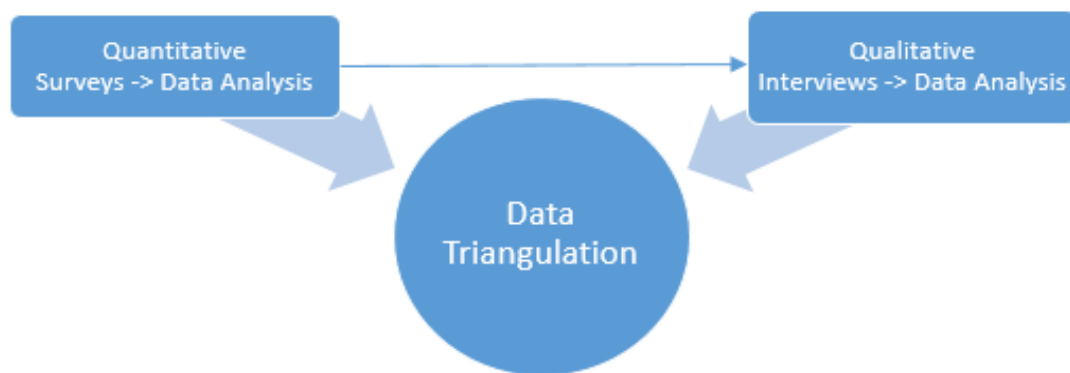 Quantitative
Surveys -> Data Analysis
Qualitative
Interviews -> Data Analysis
Data
Triangulation